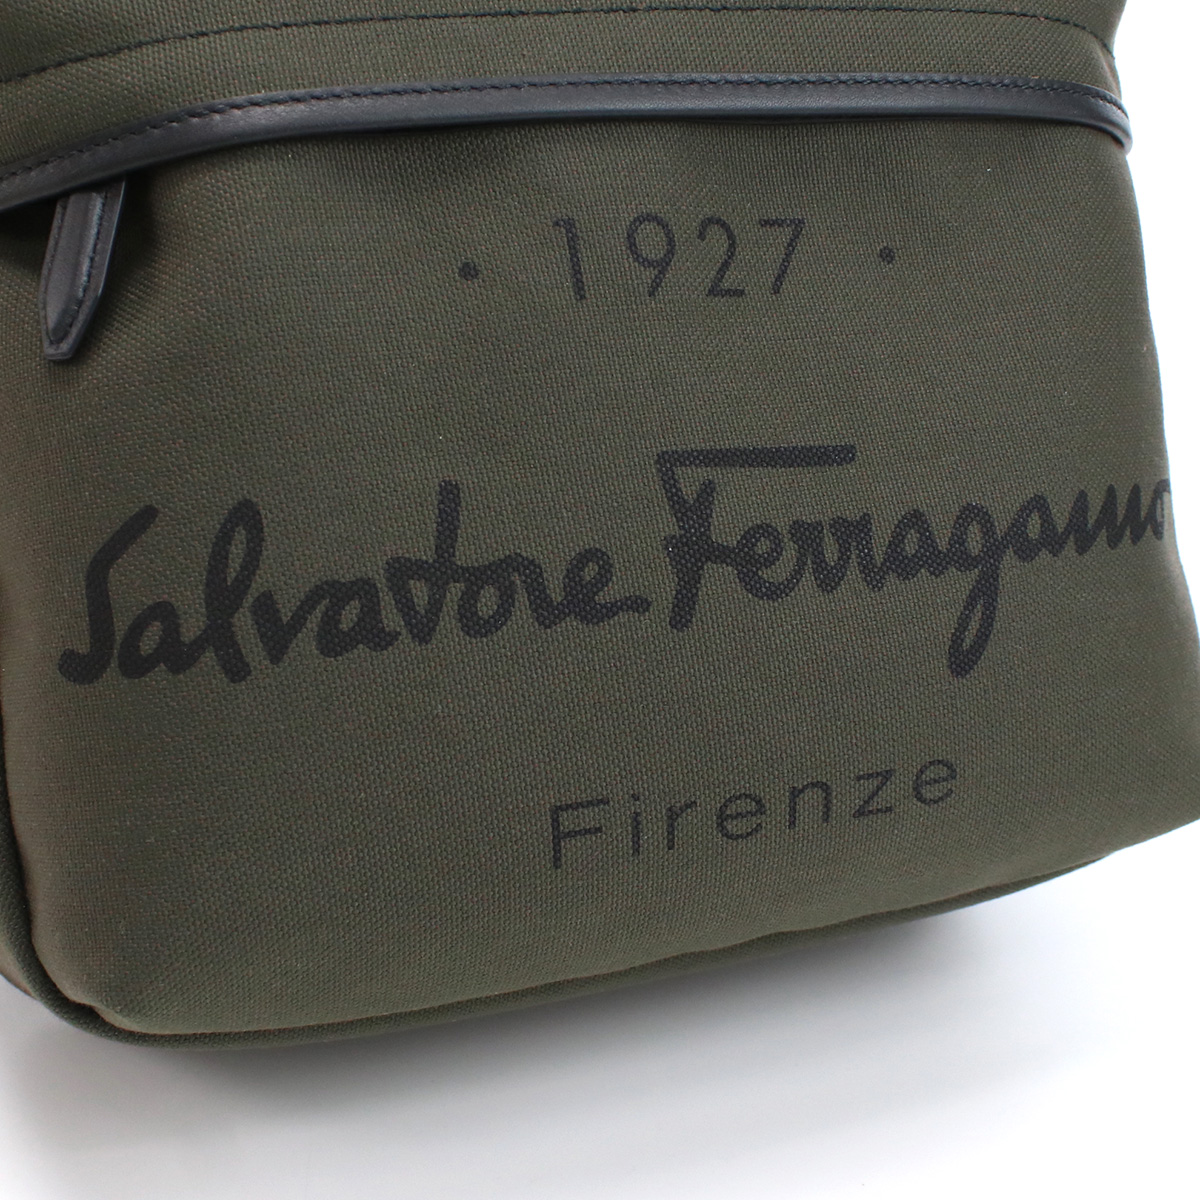 · 1927 ·
Salvatore Ferragamo
Firenze